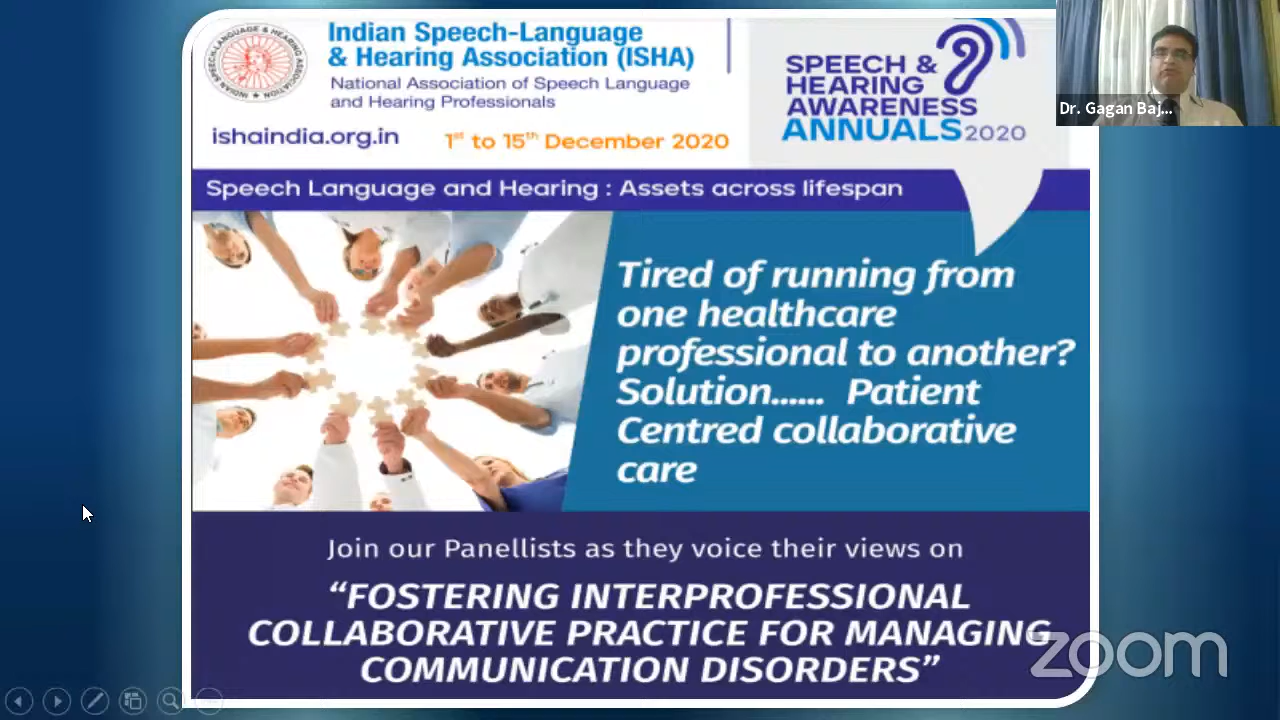 Indian Speech-Language
& Hearing Association (ISHA)
National Association of Speech Language
and Hearing Professionals
ishaindia.org.in
1st to 15th December 2020
SPEECH &
HEARING
AWARENESS
ANNUALS 2020
Dr. Gagan Baj...
Speech Language and Hearing : Assets across lifespan
Tired of running from
one healthcare
professional to another?
Solution...... Patient
Centred collaborative
care
Join our Panellists as they voice their views on
“FOSTERING INTERPROFESSIONAL
COLLABORATIVE PRACTICE FOR MANAGING
COMMUNICATION DISORDERS”
zoom